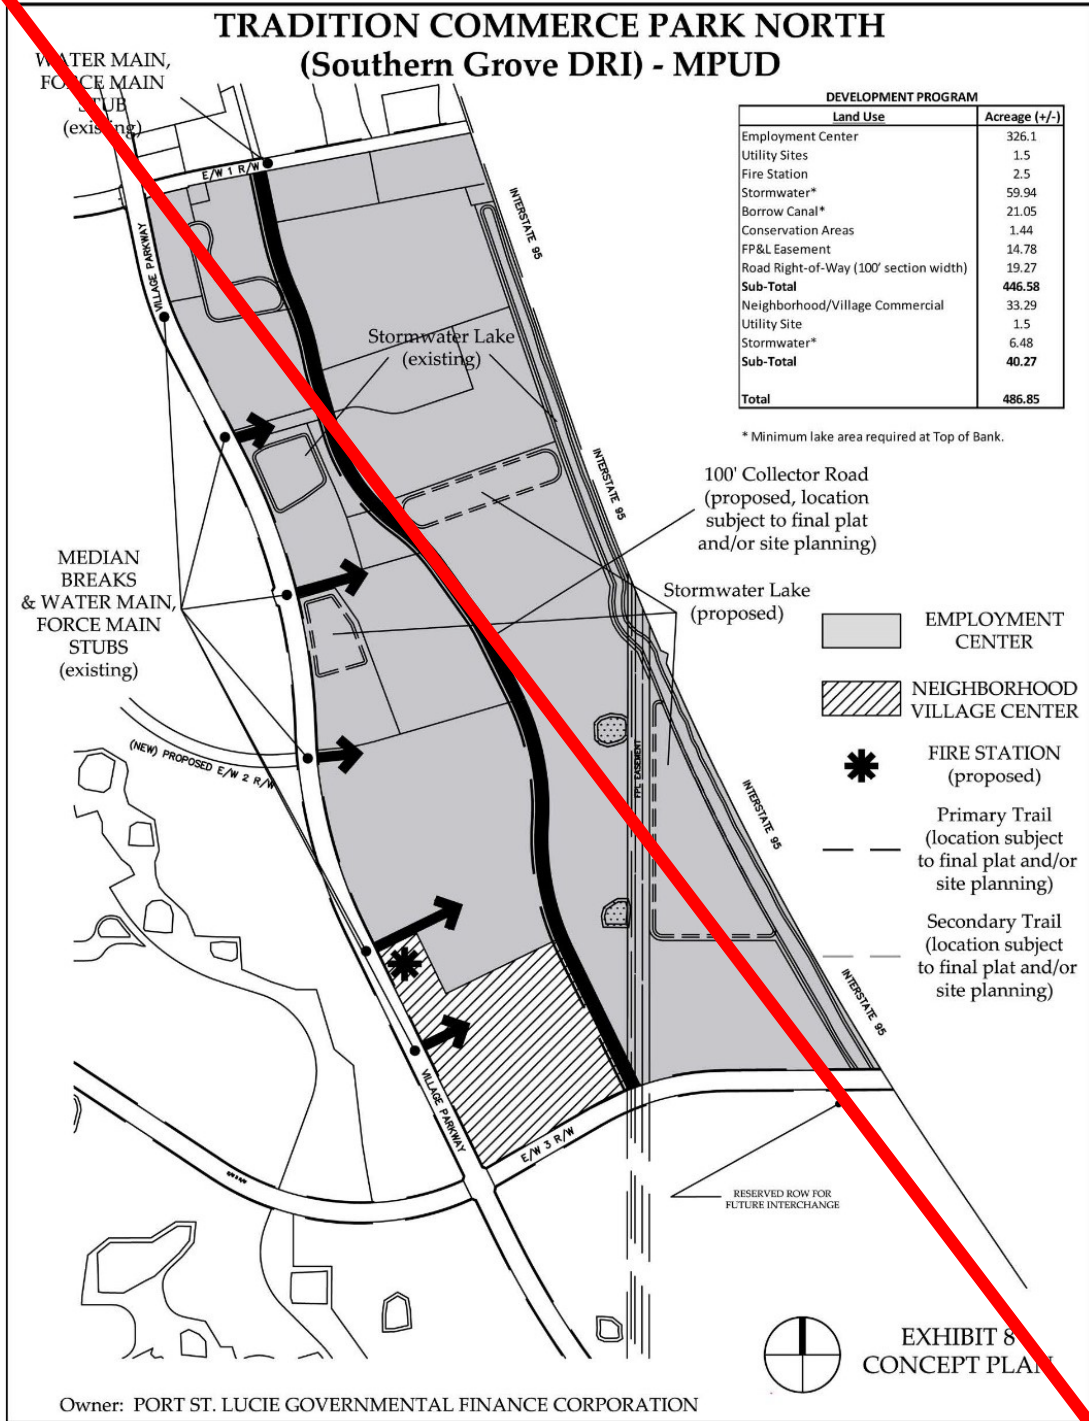 TRADITION COMMERCE PARK NORTH
(Southern Grove DRI) - MPUD
WATER MAIN,
FORCE MAIN
STUB
(existing)
DEVELOPMENT PROGRAM
Land Use Acreage (+/-)
Employment Center 326.1
Utility Sites 1.5
Fire Station 2.5
Stormwater* 59.94
Borrow Canal* 21.05
Conservation Areas 1.44
FP&L Easement 14.78
Road Right-of-Way (100' section width) 19.27
Sub-Total 446.58
Neighborhood/Village Commercial 33.29
Utility Site 1.5
Stormwater* 6.48
Sub-Total 40.27
Total 486.85
* Minimum lake area required at Top of Bank.
E/W 1 R/W
INTERSTATE 95
VILLAGE PARKWAY
Stormwater Lake
(existing)
INTERSTATE 95
100' Collector Road
(proposed, location
subject to final plat
and/or site planning)
MEDIAN
BREAKS
& WATER MAIN,
FORCE MAIN
STUBS
(existing)
Stormwater Lake
(proposed)
EMPLOYMENT
CENTER
NEIGHBORHOOD
VILLAGE CENTER
(NEW) PROPOSED E/W 2 R/W
FPL EASEMENT
FIRE STATION
(proposed)
INTERSTATE 95
Primary Trail
(location subject
to final plat and/or
site planning)
Secondary Trail
(location subject
to final plat and/or
site planning)
INTERSTATE 95
VILLAGE PARKWAY
E/W 3 R/W
RESERVED ROW FOR
FUTURE INTERCHANGE
EXHIBIT 8
CONCEPT PLAN
Owner: PORT ST. LUCIE GOVERNMENTAL FINANCE CORPORATION